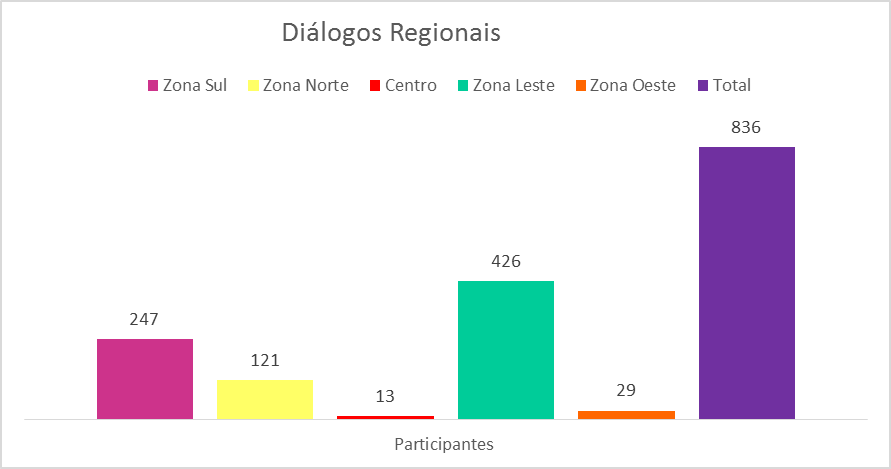 Diálogos Regionais
Zona Sul Zona Norte Centro Zona Leste Zona Oeste Total
836
426
247
121
29
13
Participantes